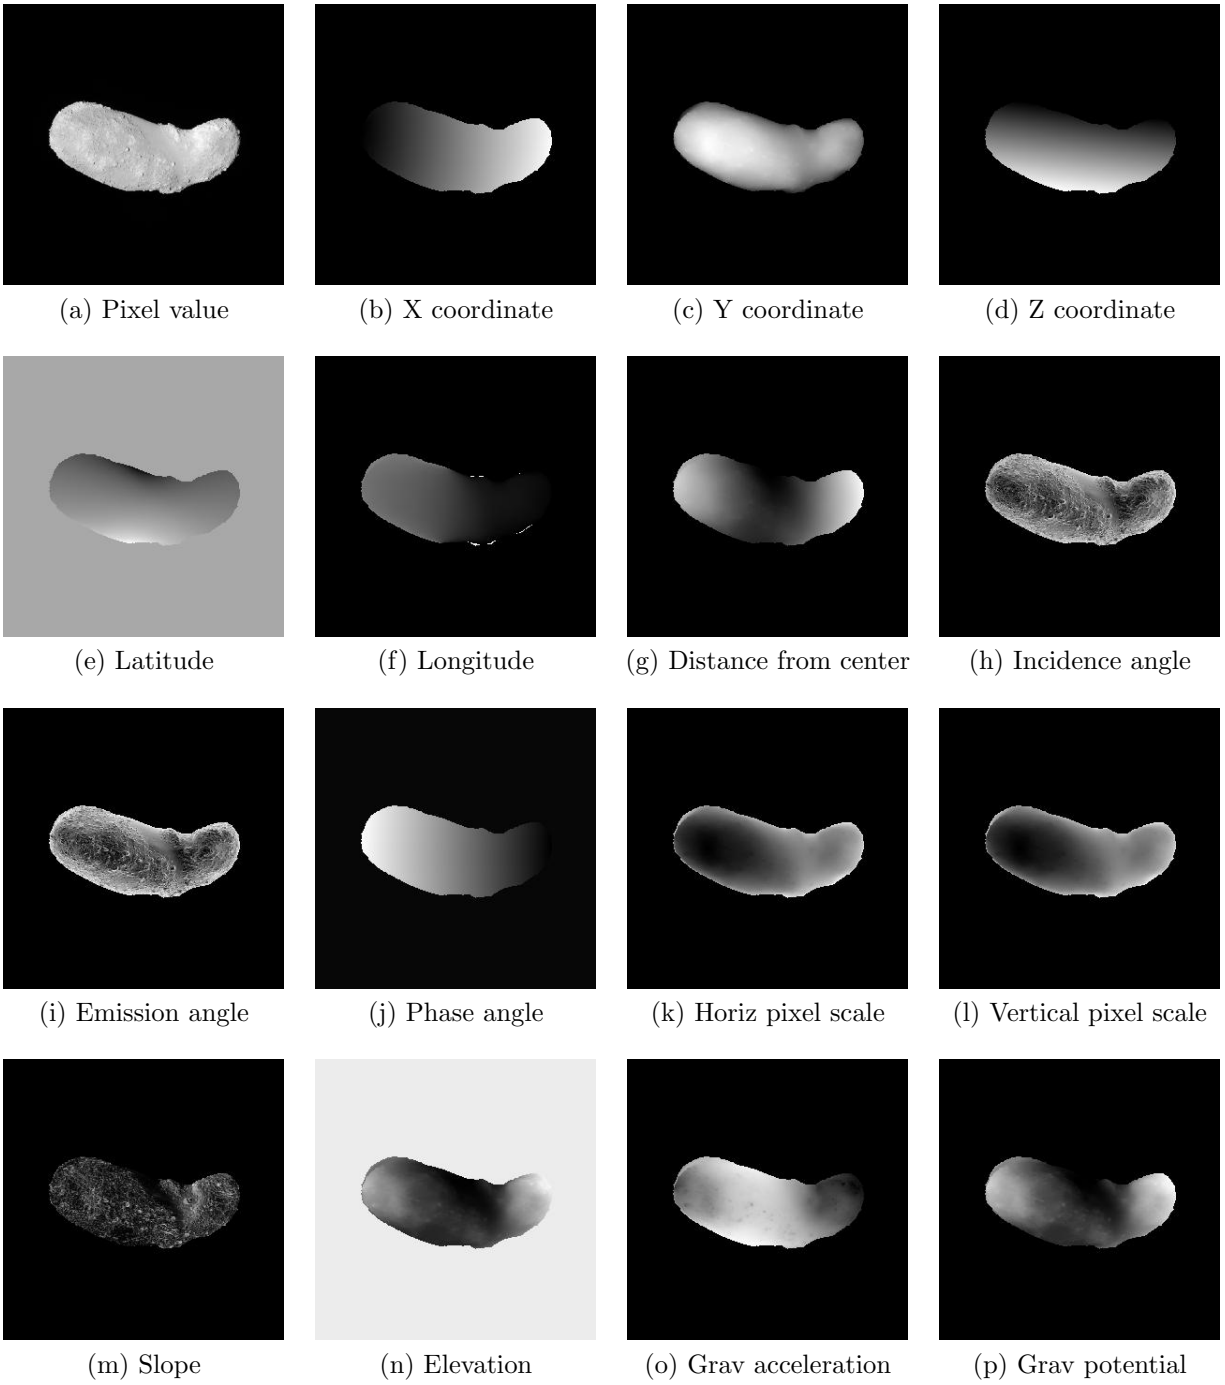 (a) Pixel value
(b) X coordinate
(c) Y coordinate
(d) Z coordinate
(e) Latitude
(f) Longitude
(g) Distance from center
(h) Incidence angle
(i) Emission angle
(j) Phase angle
(k) Horiz pixel scale
(l) Vertical pixel scale
(m) Slope
(n) Elevation
(o) Grav acceleration
(p) Grav potential